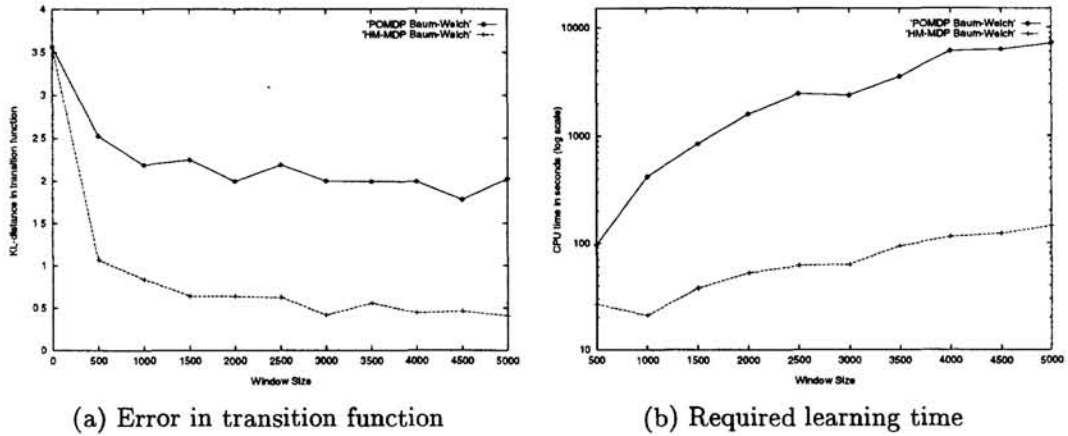 'POMDP Baum-Welch'
'HM-MDP Baum-Welch'
4
3.5
3
2.5
2
1.5
1
0.5
0
KL-distance in transition function
0 500 1000 1500 2000 2500 3000 3500 4000 4500 5000
Window Size
(a) Error in transition function
'POMDP Baum-Welch'
'HM-MDP Baum-Welch'
10000
1000
100
10
CPU time in seconds (log scale)
500 1000 1500 2000 2500 3000 3500 4000 4500 5000
Window Size
(b) Required learning time